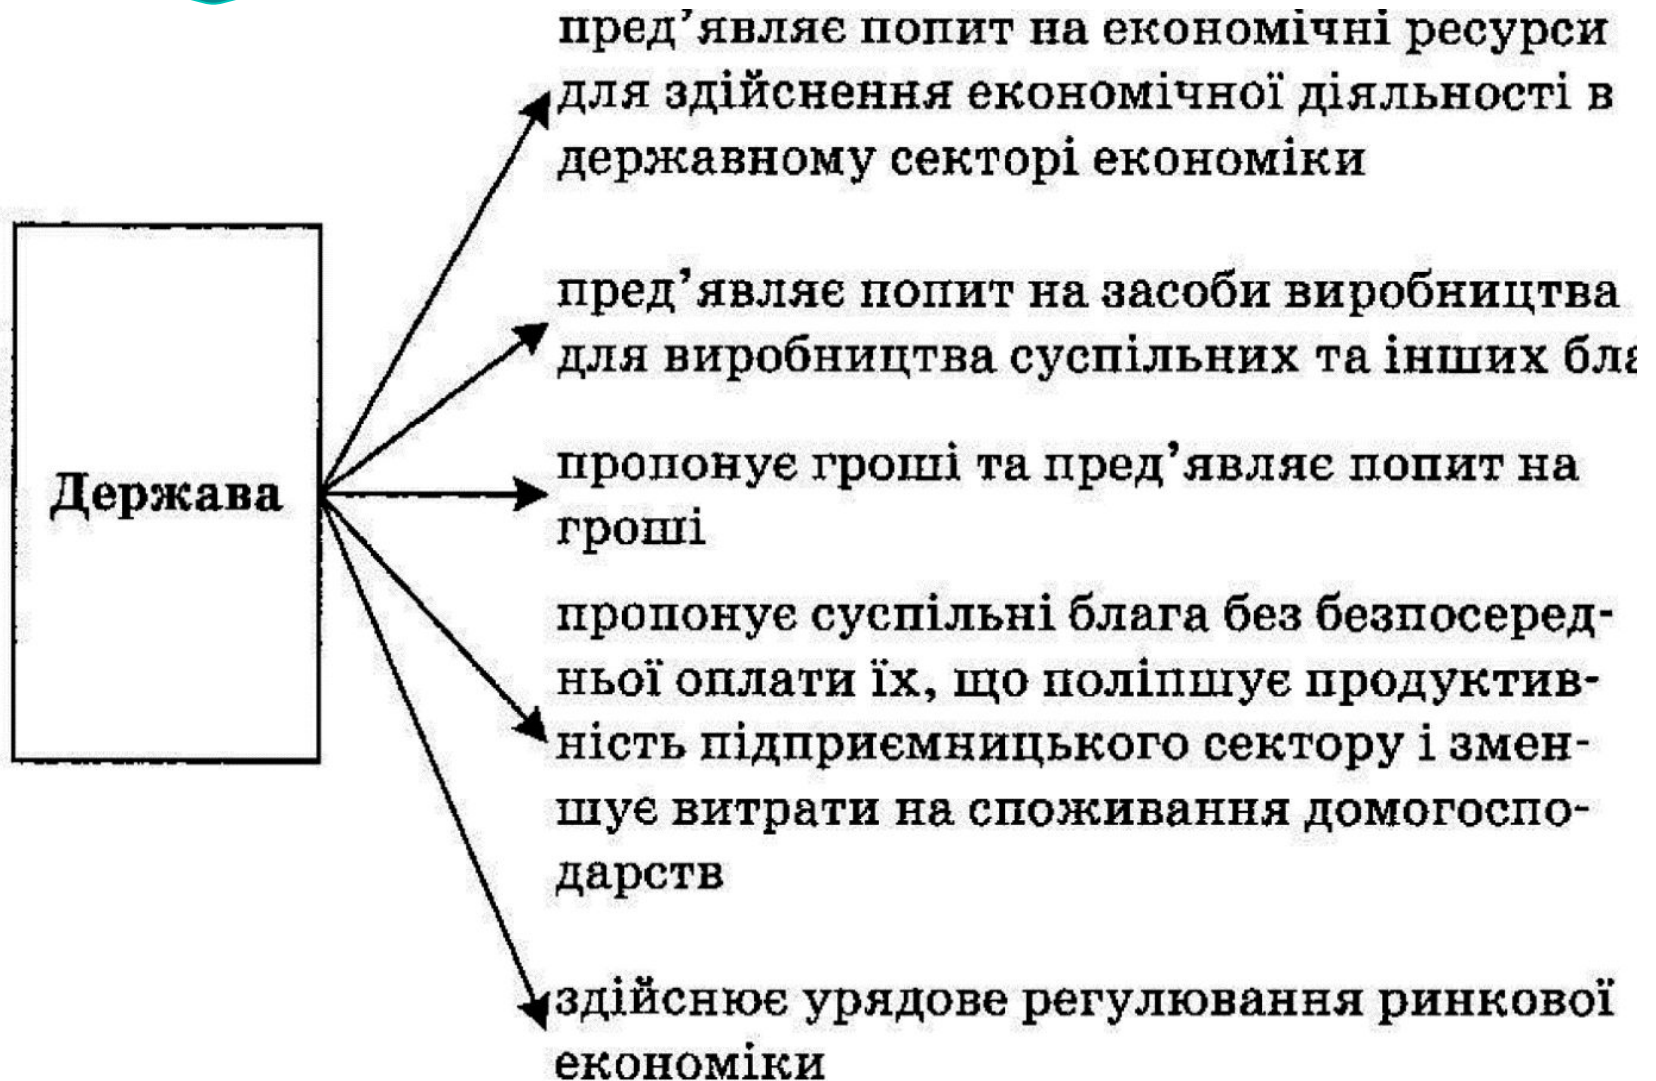 пред’являє попит на економічні ресурси
для здійснення економічної діяльності в
державному секторі економіки
пред’являє попит на засоби виробництва
для виробництва суспільних та інших бла
Держава
пропонує гроші та пред’являє попит на
гроші
пропонує суспільні блага без безпосеред-
ньої оплати їх, що поліпшує продуктив-
ність підприємницького сектору і змен-
шує витрати на споживання домогоспо-
дарств
здійснює урядове регулювання ринкової
економіки